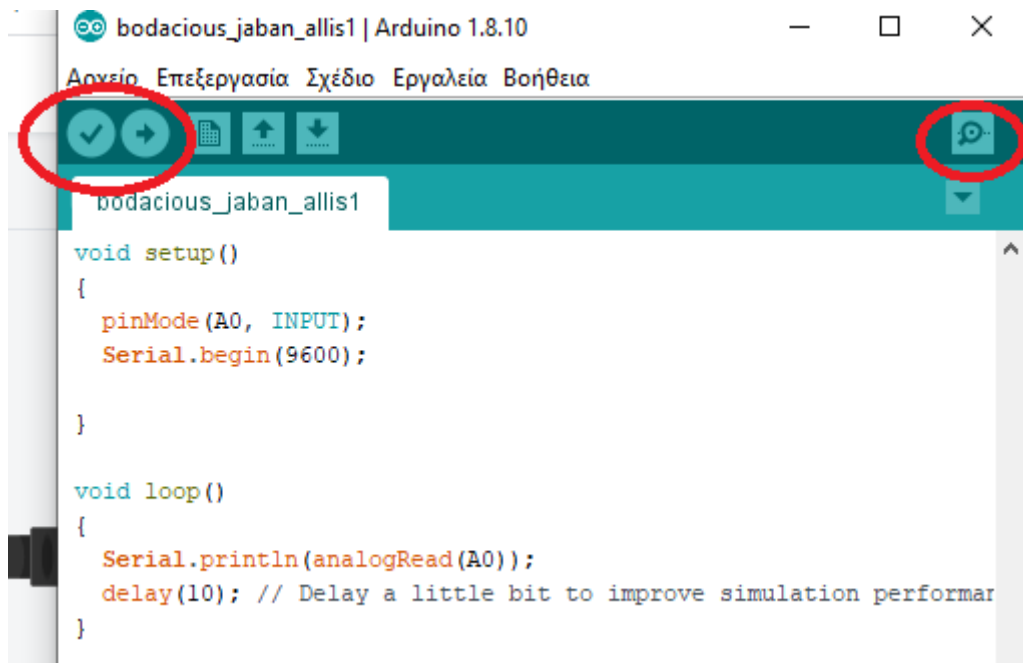 bodacious_jaban_allis1 | Arduino 1.8.10
Αρχείο Επεξεργασία Σχέδιο Εργαλεία Βοήθεια
bodacious_jaban_allis1
void setup()
{
  pinMode(A0, INPUT);
  Serial.begin(9600);
}
void loop()
{
  Serial.println(analogRead(A0));
  delay(10); // Delay a little bit to improve simulation performan
}